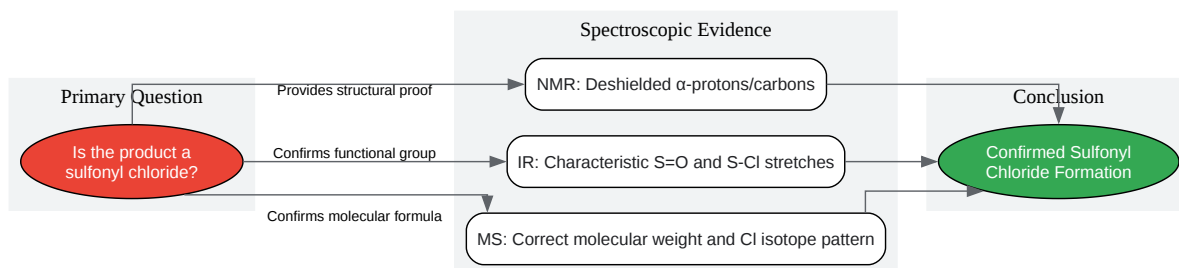 Spectroscopic Evidence
NMR: Deshielded α-protons/carbons
Primary Question
Provides structural proof
Conclusion
Is the product a
sulfonyl chloride?
Confirms functional group
IR: Characteristic S=O and S-Cl stretches
Confirmed Sulfonyl
Chloride Formation
Confirms molecular formula
MS: Correct molecular weight and Cl isotope pattern